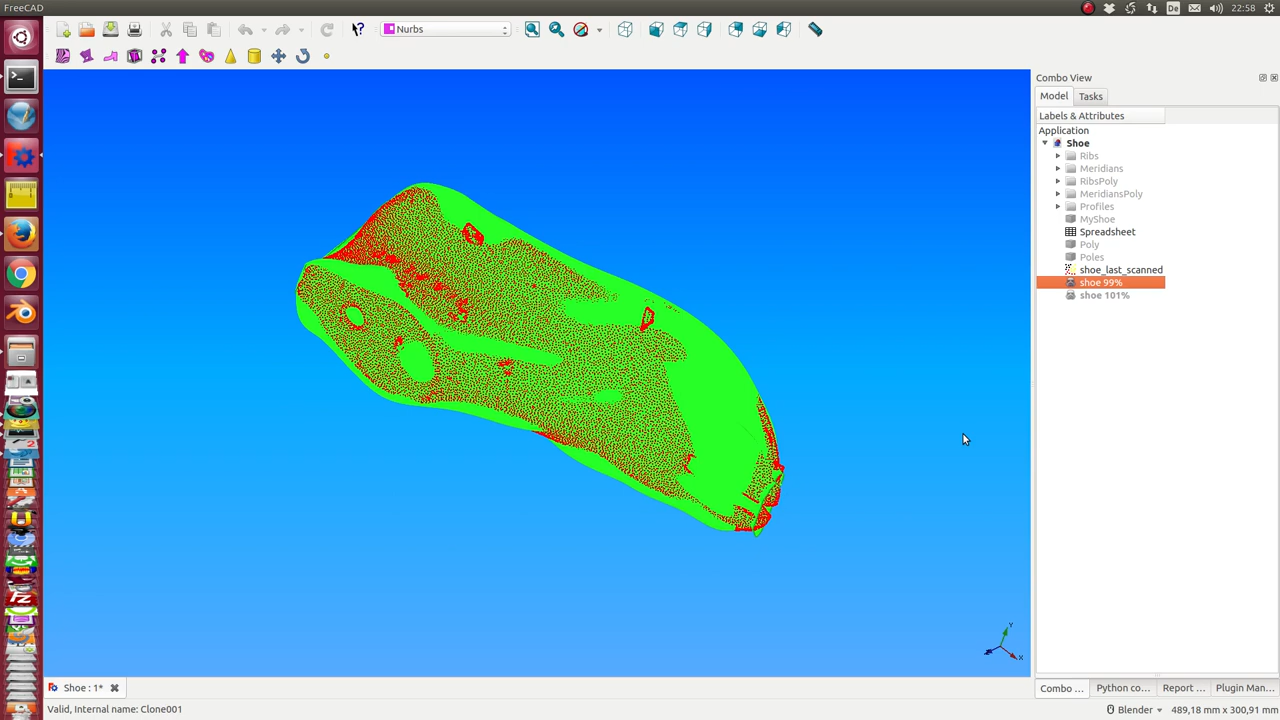 FreeCAD
De
22:58
Nurbs
Combo View
Model
Tasks
Labels & Attributes
Application
Shoe
Ribs
Meridians
RibsPoly
MeridiansPoly
Profiles
MyShoe
Spreadsheet
Poly
Poles
shoe_last_scanned
shoe 99%
shoe 101%
Y
X
Shoe : 1*
Combo ...
Python co...
Report ...
Plugin Man...
Valid, Internal name: Clone001
Blender
489,18 mm x 300,91 mm